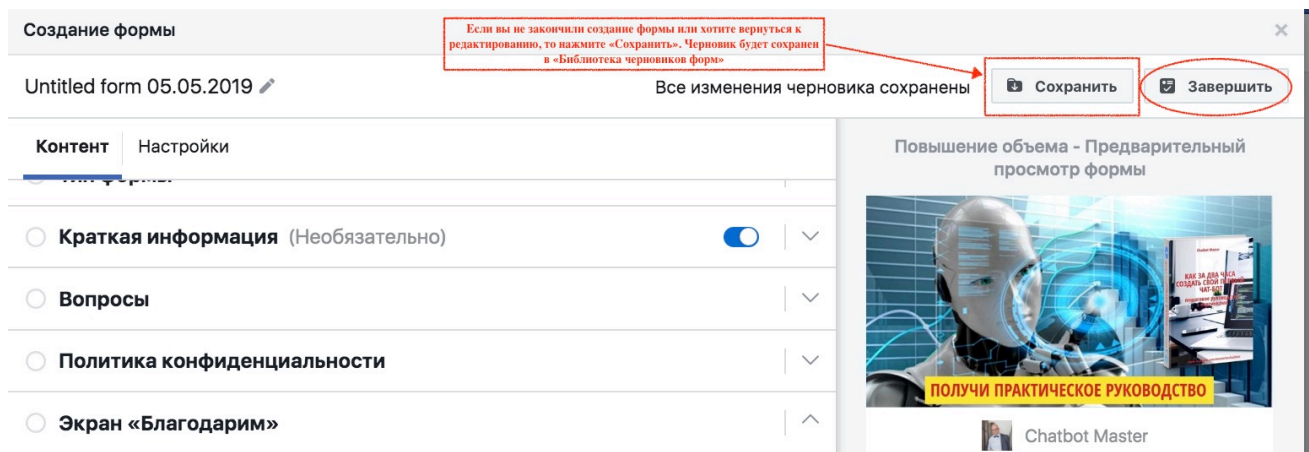 Создание формы
Если вы не закончили создание формы или хотите вернуться к
редактированию, то нажмите «Сохранить». Черновик будет сохранен
в «Библиотека черновиков форм»
Untitled form 05.05.2019
Все изменения черновика сохранены
Сохранить
Завершить
Контент
Настройки
Повышение объема - Предварительный
просмотр формы
Краткая информация (Необязательно)
Вопросы
Политика конфиденциальности
Экран «Благодарим»
Chatbot Master
КАК ЗА ДВА ЧАСА
СОЗДАТЬ СВОЙ ПЕРВЫЙ
ЧАТ-БОТ
ПОЛУЧИ ПРАКТИЧЕСКОЕ РУКОВОДСТВО
Chatbot Master